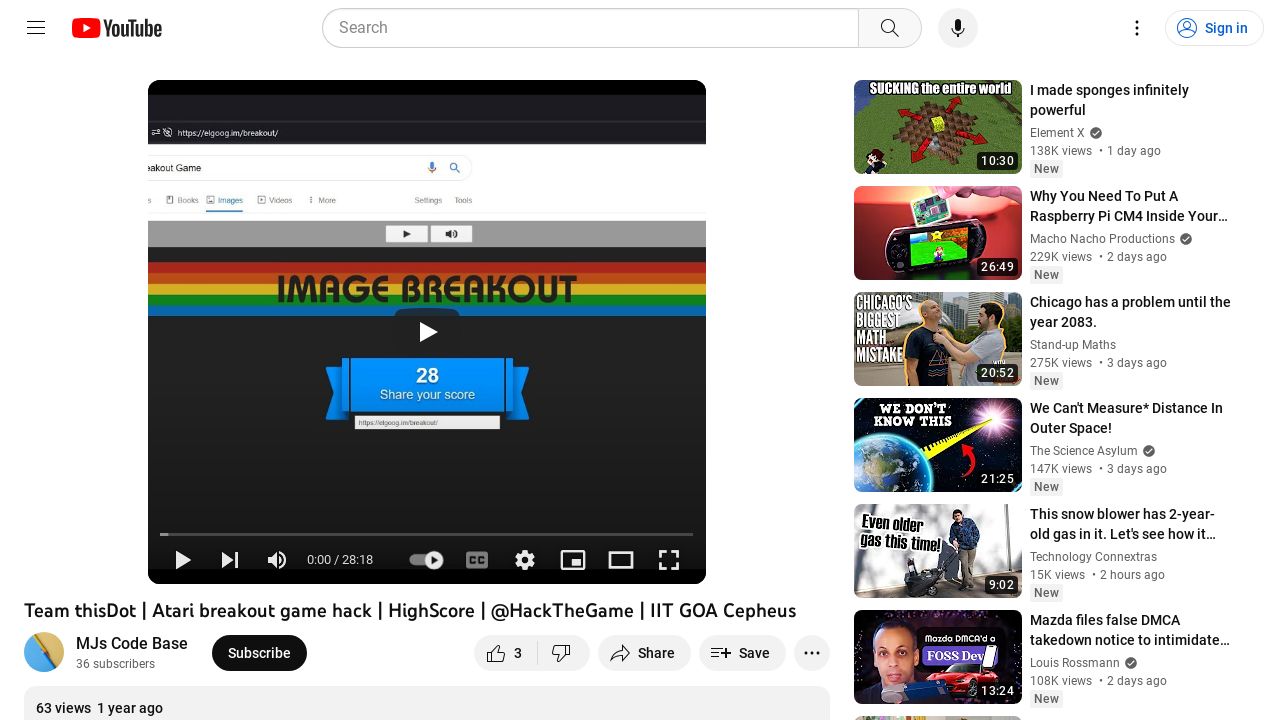 YouTube
Search
Sign in
https://elgoog.im/breakout/
eakout Game
Books
Images
Videos
More
Settings
Tools
IMAGE BREAKOUT
28
Share your score
https://elgoog.im/breakout/
0:00 / 28:18
CC
Team thisDot | Atari breakout game hack | HighScore | @HackTheGame | IIT GOA Cepheus
MJs Code Base
36 subscribers
Subscribe
3
Share
Save
63 views 1 year ago
SUCKING the entire world
10:30
I made sponges infinitely
powerful
Element X
138K views • 1 day ago
New
26:49
Why You Need To Put A
Raspberry Pi CM4 Inside Your...
Macho Nacho Productions
229K views • 2 days ago
New
CHICAGO'S
BIGGEST
MATH
MISTAKE
WITH
20:52
Chicago has a problem until the
year 2083.
Stand-up Maths
275K views • 3 days ago
New
WE DON'T
KNOW THIS
21:25
We Can't Measure* Distance In
Outer Space!
The Science Asylum
147K views • 3 days ago
New
Even older
gas this time!
9:02
This snow blower has 2-year-
old gas in it. Let's see how it...
Technology Connextras
15K views • 2 hours ago
New
Mazda DMCA'd a
FOSS Dev
13:24
Mazda files false DMCA
takedown notice to intimidate...
Louis Rossmann
108K views • 2 days ago
New